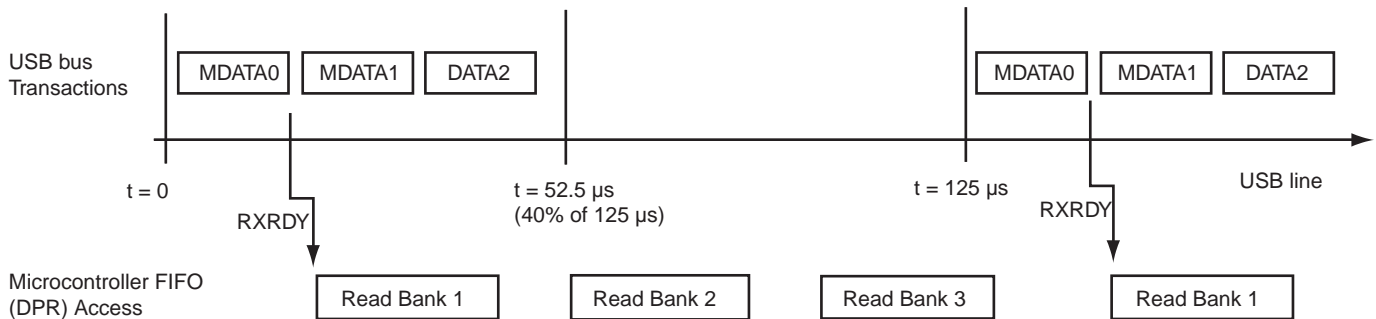 USB bus
Transactions
MDATA0
MDATA1
DATA2
MDATA0
MDATA1
DATA2
t = 0
t = 52.5 µs
(40% of 125 µs)
t = 125 µs
USB line
RXRDY
RXRDY
Microcontroller FIFO
(DPR) Access
Read Bank 1
Read Bank 2
Read Bank 3
Read Bank 1